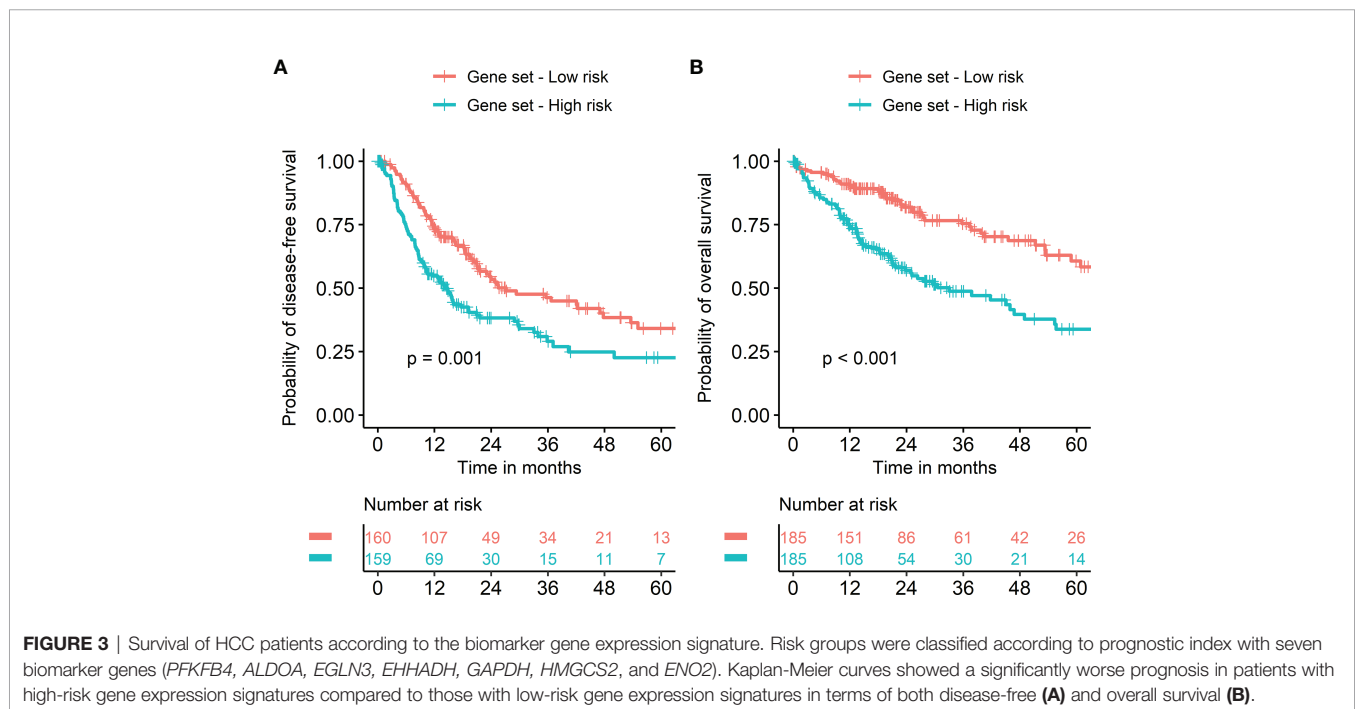 A
Gene set - Low risk
Gene set - High risk
Probability of disease-free survival
1.00
0.75
0.50
0.25
0.00
p = 0.001
0 12 24 36 48 60
Time in months
Number at risk
160 107 49 34 21 13
159 69 30 15 11 7
0 12 24 36 48 60
B
Gene set - Low risk
Gene set - High risk
Probability of overall survival
1.00
0.75
0.50
0.25
0.00
p < 0.001
0 12 24 36 48 60
Time in months
Number at risk
185 151 86 61 42 26
185 108 54 30 21 14
0 12 24 36 48 60
FIGURE 3 | Survival of HCC patients according to the biomarker gene expression signature. Risk groups were classified according to prognostic index with seven
biomarker genes (PFKFB4, ALDOA, EGLN3, EHHADH, GAPDH, HMGCS2, and ENO2). Kaplan-Meier curves showed a significantly worse prognosis in patients with
high-risk gene expression signatures compared to those with low-risk gene expression signatures in terms of both disease-free (A) and overall survival (B).